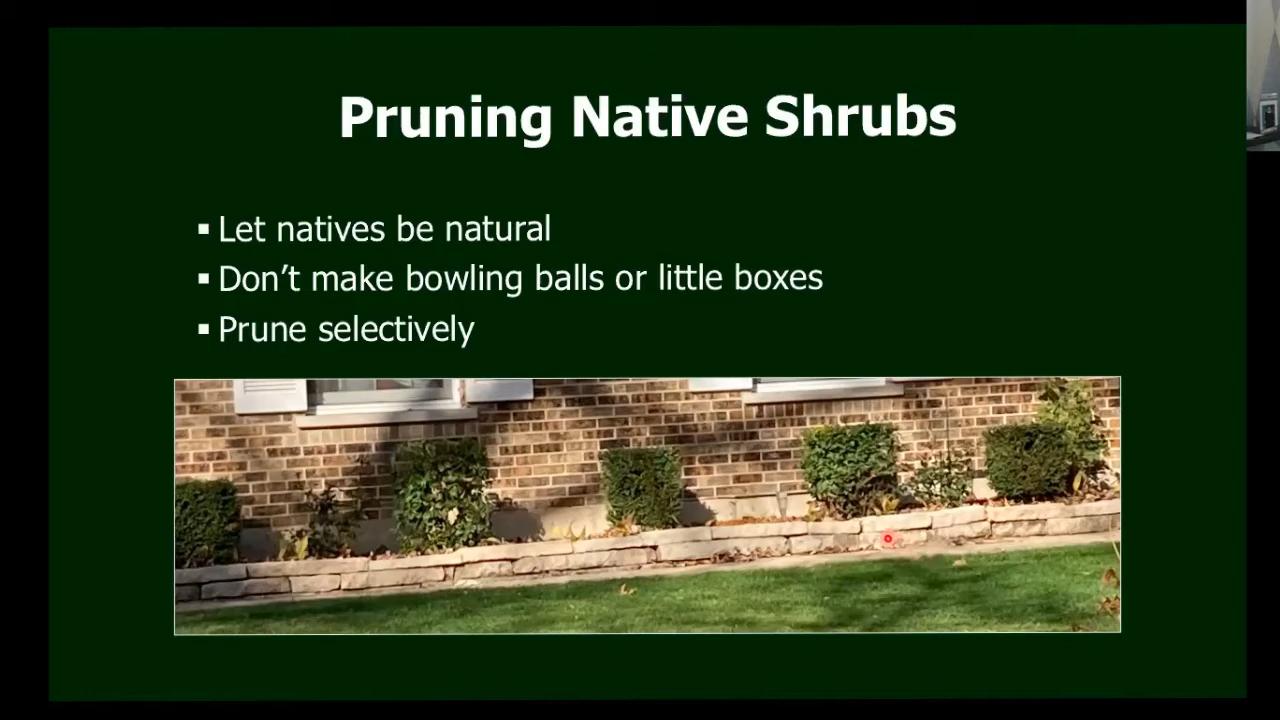 Pruning Native Shrubs
▪ Let natives be natural
▪ Don't make bowling balls or little boxes
▪ Prune selectively